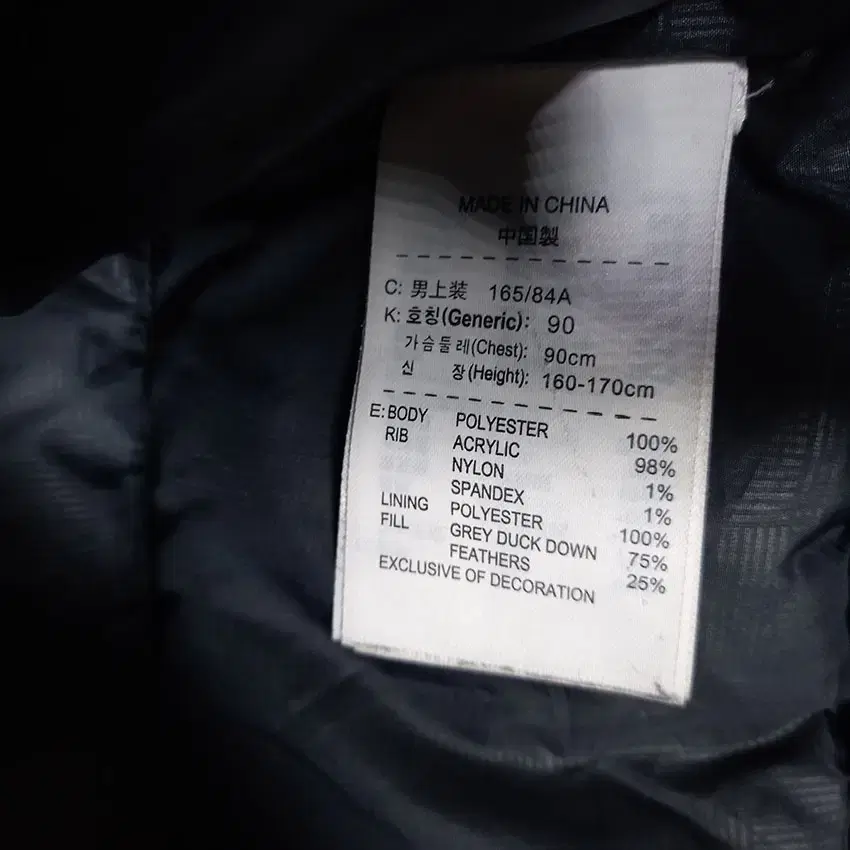 MADE IN CHINA
中国製
C: 男上装 165/84A
K: 호칭(Generic): 90
가슴둘레(Chest): 90cm
신 장(Height): 160-170cm
E: BODY POLYESTER 100%
RIB ACRYLIC 98%
NYLON 1%
SPANDEX 1%
LINING POLYESTER 100%
FILL GREY DUCK DOWN 75%
FEATHERS 25%
EXCLUSIVE OF DECORATION